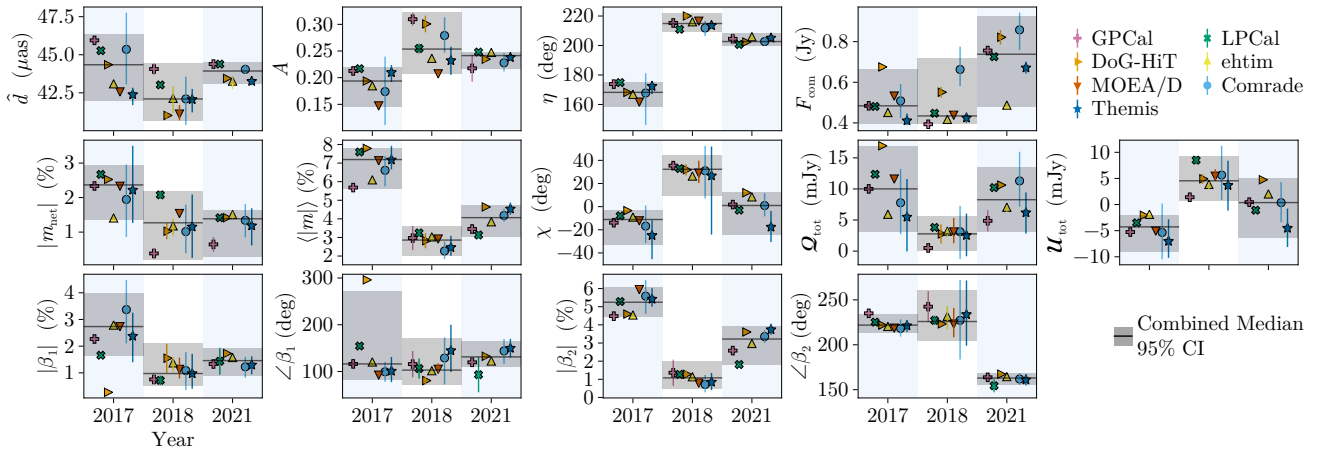 47.5
45.0
42.5
d̂ (μas)
0.30
0.25
0.20
0.15
A
220
200
180
160
η (deg)
0.8
0.6
0.4
F_com (Jy)
GPCal
LPCal
DoG-HiT
ehtim
MOEA/D
Comrade
Themis
3
2
1
|m_net| (%)
8
7
6
5
4
3
2
⟨|m|⟩ (%)
50
25
0
−20
−40
χ (deg)
15
10
5
0
𝓠_tot (mJy)
10
5
0
−5
−10
𝓤_tot (mJy)
4
3
2
1
|β₁| (%)
300
200
100
∠β₁ (deg)
6
5
4
3
2
1
0
|β₂| (%)
250
200
150
∠β₂ (deg)
Combined Median
95% CI
2017 2018 2021
2017 2018 2021
2017 2018 2021
2017 2018 2021
Year